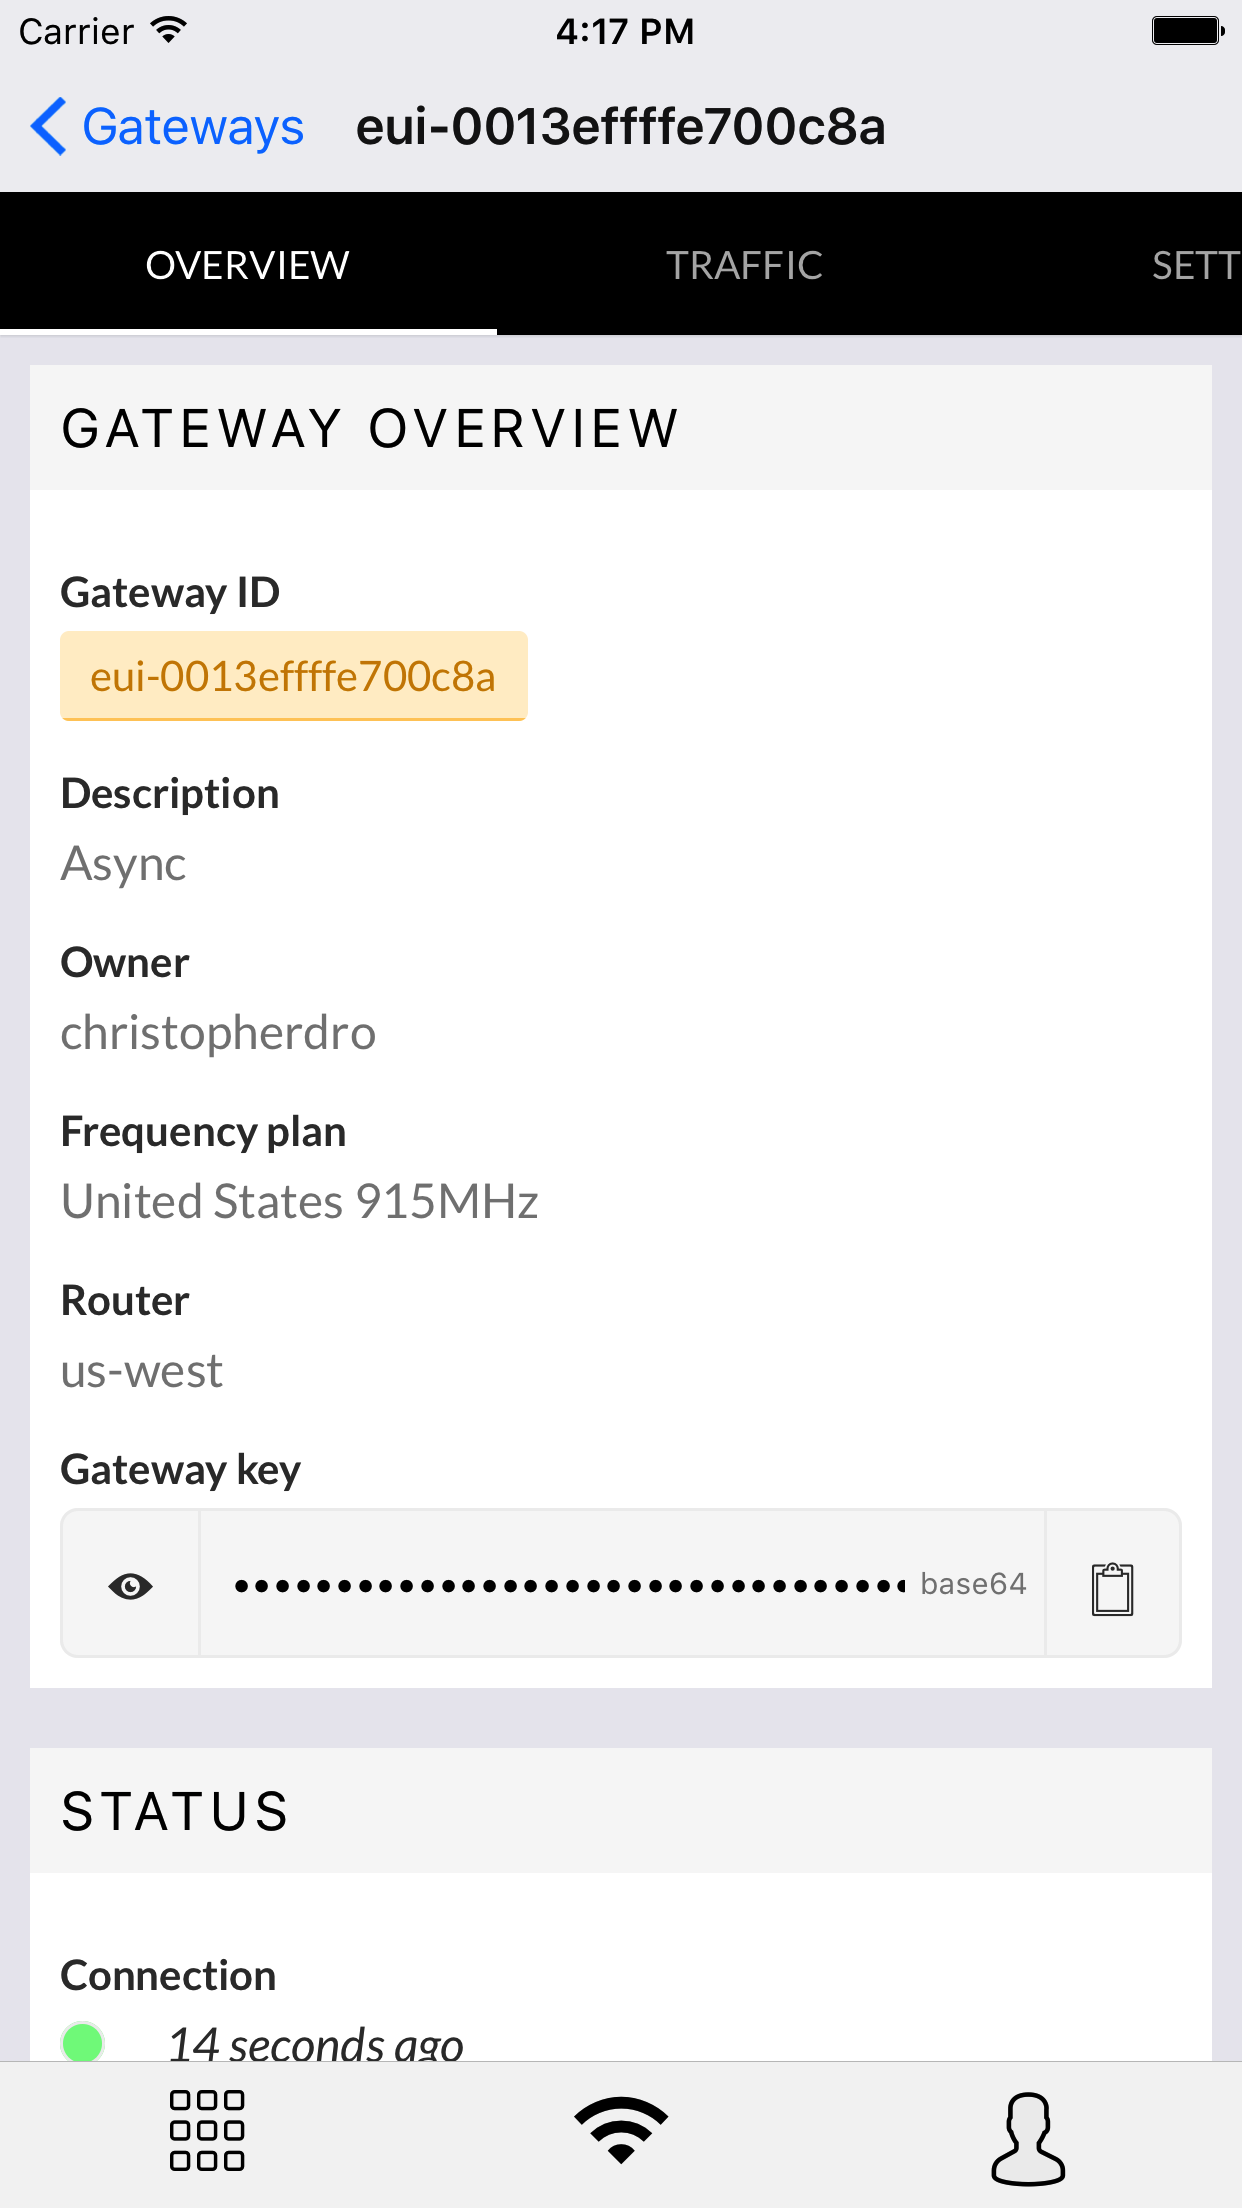 Carrier 4:17 PM
Gateways eui-0013effffe700c8a
OVERVIEW TRAFFIC SETT
GATEWAY OVERVIEW
Gateway ID
eui-0013effffe700c8a
Description
Async
Owner
christopherdro
Frequency plan
United States 915MHz
Router
us-west
Gateway key
base64
STATUS
Connection
14 seconds ago